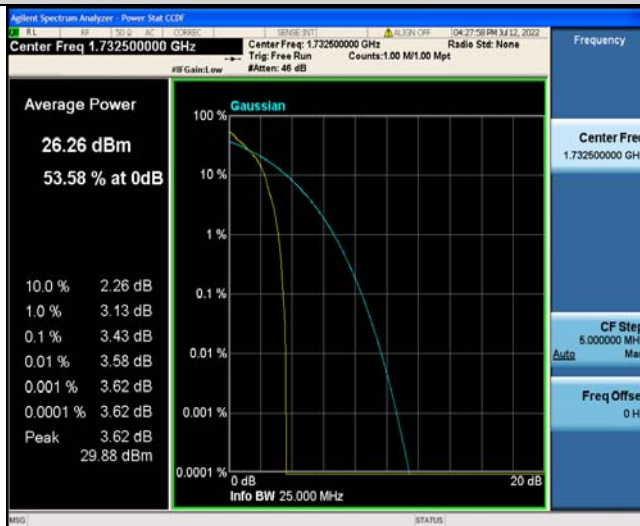 Agilent Spectrum Analyzer - Power Stat CCDF
RL RF 50 Ω AC CORREC SENSE:INT ALIGN OFF 04:27:58 PM Jul 12, 2022
Center Freq 1.732500000 GHz
Center Freq: 1.732500000 GHz Radio Std: None
Trig: Free Run Counts:1.00 M/1.00 Mpt
#IFGain:Low #Atten: 46 dB
Frequency
Average Power
26.26 dBm
53.58 % at 0dB
10.0 % 2.26 dB
1.0 % 3.13 dB
0.1 % 3.43 dB
0.01 % 3.58 dB
0.001 % 3.62 dB
0.0001 % 3.62 dB
Peak 3.62 dB
29.88 dBm
Gaussian
100 %
10 %
1 %
0.1 %
0.01 %
0.001 %
0.0001 %
0 dB 20 dB
Info BW 25.000 MHz
Center Fre
1.732500000 GH
CF Step
5.000000 MH
Auto Ma
Freq Offse
0 H
MSG STATUS